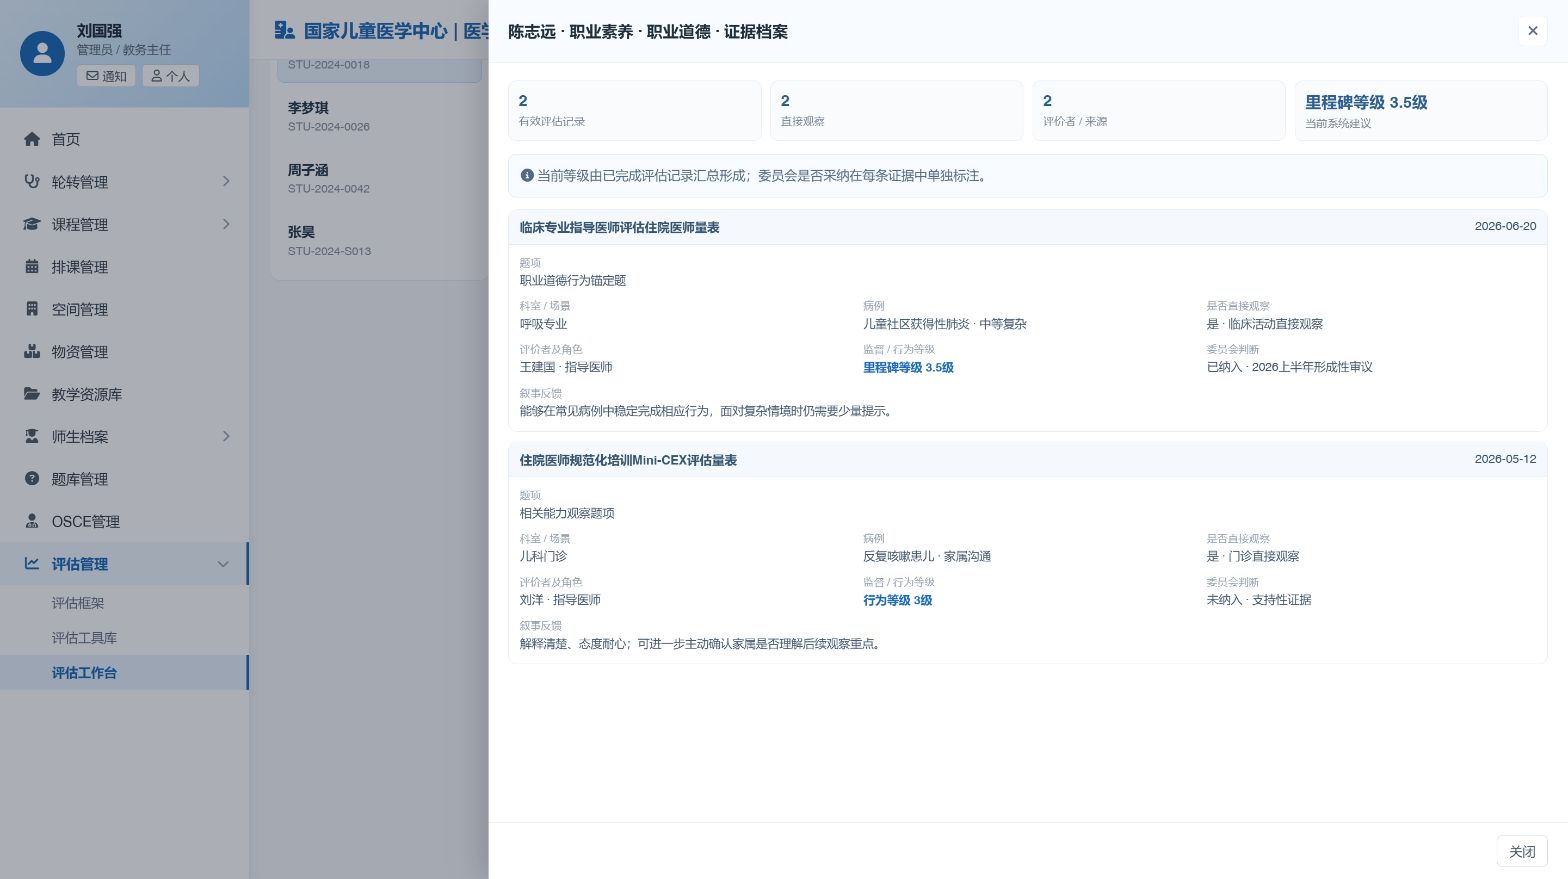 刘国强
管理员 / 教务主任
通知
个人
首页
轮转管理
课程管理
排课管理
空间管理
物资管理
教学资源库
师生档案
题库管理
OSCE管理
评估管理
评估框架
评估工具库
评估工作台
国家儿童医学中心 | 医学
STU-2024-0018
李梦琪
STU-2024-0026
周子涵
STU-2024-0042
张昊
STU-2024-S013
陈志远 · 职业素养 · 职业道德 · 证据档案
2
有效评估记录
2
直接观察
2
评价者 / 来源
里程碑等级 3.5级
当前系统建议
当前等级由已完成评估记录汇总形成；委员会是否采纳在每条证据中单独标注。
临床专业指导医师评估住院医师量表
2026-06-20
题项
职业道德行为锚定题
科室 / 场景
呼吸专业
病例
儿童社区获得性肺炎 · 中等复杂
是否直接观察
是 · 临床活动直接观察
评价者及角色
王建国 · 指导医师
监督 / 行为等级
里程碑等级 3.5级
委员会判断
已纳入 · 2026上半年形成性审议
叙事反馈
能够在常见病例中稳定完成相应行为，面对复杂情境时仍需要少量提示。
住院医师规范化培训Mini-CEX评估量表
2026-05-12
题项
相关能力观察题项
科室 / 场景
儿科门诊
病例
反复咳嗽患儿 · 家属沟通
是否直接观察
是 · 门诊直接观察
评价者及角色
刘洋 · 指导医师
监督 / 行为等级
行为等级 3级
委员会判断
未纳入 · 支持性证据
叙事反馈
解释清楚、态度耐心；可进一步主动确认家属是否理解后续观察重点。
关闭